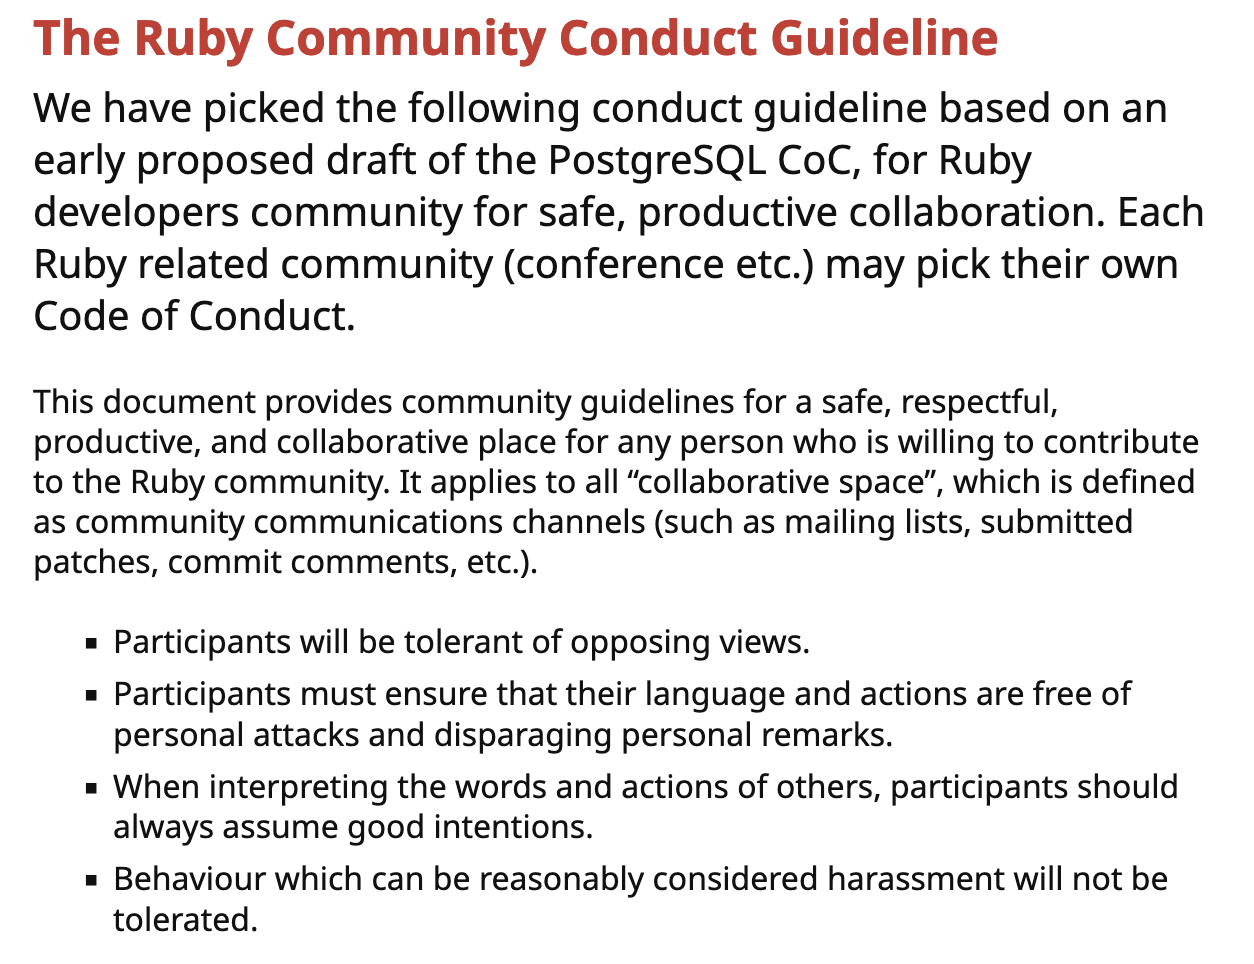 The Ruby Community Conduct Guideline
We have picked the following conduct guideline based on an
early proposed draft of the PostgreSQL CoC, for Ruby
developers community for safe, productive collaboration. Each
Ruby related community (conference etc.) may pick their own
Code of Conduct.
This document provides community guidelines for a safe, respectful,
productive, and collaborative place for any person who is willing to contribute
to the Ruby community. It applies to all “collaborative space”, which is defined
as community communications channels (such as mailing lists, submitted
patches, commit comments, etc.).
▪ Participants will be tolerant of opposing views.
▪ Participants must ensure that their language and actions are free of
personal attacks and disparaging personal remarks.
▪ When interpreting the words and actions of others, participants should
always assume good intentions.
▪ Behaviour which can be reasonably considered harassment will not be
tolerated.